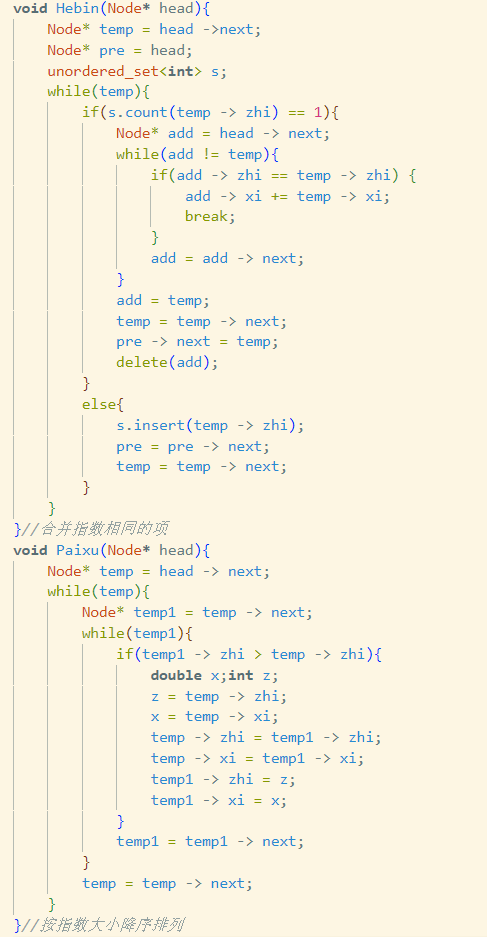 void Hebin(Node* head){
    Node* temp = head ->next;
    Node* pre = head;
    unordered_set<int> s;
    while(temp){
        if(s.count(temp -> zhi) == 1){
            Node* add = head -> next;
            while(add != temp){
                if(add -> zhi == temp -> zhi) {
                    add -> xi += temp -> xi;
                    break;
                }
                add = add -> next;
            }
            add = temp;
            temp = temp -> next;
            pre -> next = temp;
            delete(add);
        }
        else{
            s.insert(temp -> zhi);
            pre = pre -> next;
            temp = temp -> next;
        }
    }
}//合并指数相同的项
void Paixu(Node* head){
    Node* temp = head -> next;
    while(temp){
        Node* temp1 = temp -> next;
        while(temp1){
            if(temp1 -> zhi > temp -> zhi){
                double x;int z;
                z = temp -> zhi;
                x = temp -> xi;
                temp -> zhi = temp1 -> zhi;
                temp -> xi = temp1 -> xi;
                temp1 -> zhi = z;
                temp1 -> xi = x;
            }
            temp1 = temp1 -> next;
        }
        temp = temp -> next;
    }
}//按指数大小降序排列